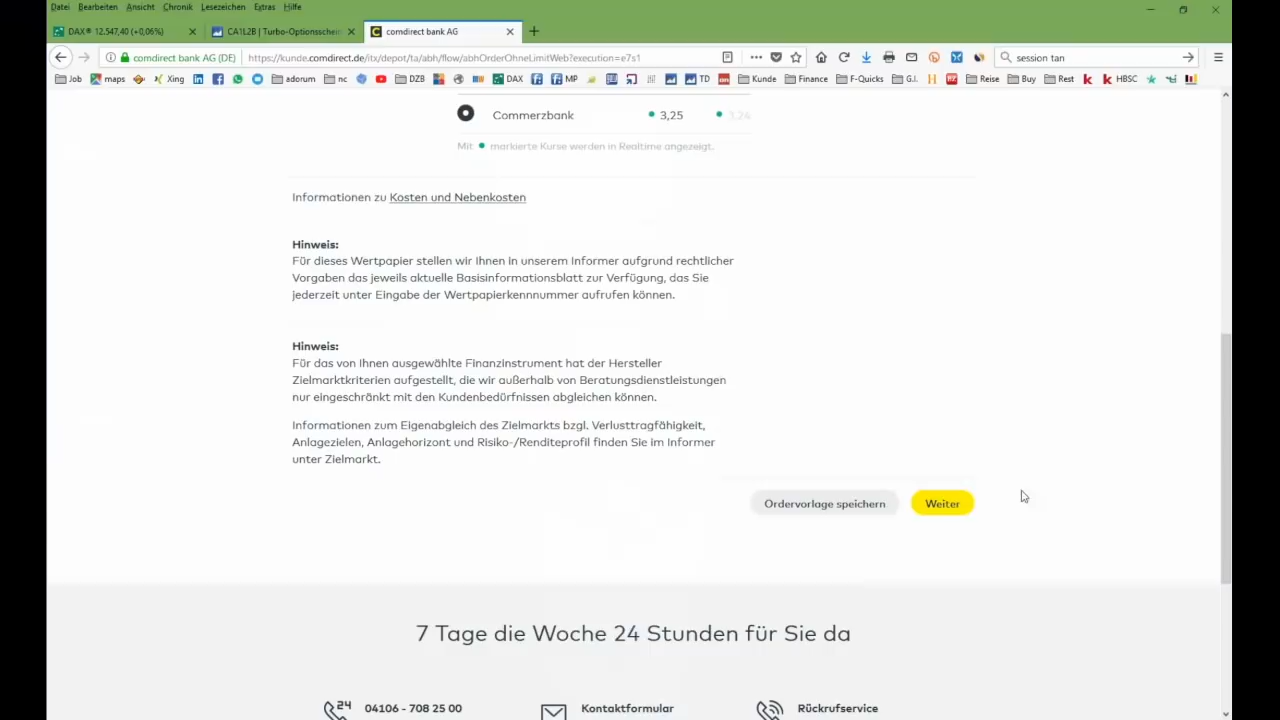 Datei Bearbeiten Ansicht Chronik Lesezeichen Extras Hilfe
DAX® 12.547,40 (+0,06%) CA1L2B | Turbo-Optionsschein comdirect bank AG
comdirect bank AG (DE) https://kunde.comdirect.de/itx/depot/ta/abh/flow/abhOrderOhneLimitWeb?execution=e7s1 session tan
Job maps Xing adorum nc DZB DAX FP MP TD Kunde Finance F-Quicks G.I. Reise Buy Rest HBSC
Commerzbank 3,25 3,24
Mit markierte Kurse werden in Realtime angezeigt.
Informationen zu Kosten und Nebenkosten
Hinweis:
Für dieses Wertpapier stellen wir Ihnen in unserem Informer aufgrund rechtlicher
Vorgaben das jeweils aktuelle Basisinformationsblatt zur Verfügung, das Sie
jederzeit unter Eingabe der Wertpapierkennnummer aufrufen können.
Hinweis:
Für das von Ihnen ausgewählte Finanzinstrument hat der Hersteller
Zielmarktkriterien aufgestellt, die wir außerhalb von Beratungsdienstleistungen
nur eingeschränkt mit den Kundenbedürfnissen abgleichen können.
Informationen zum Eigenabgleich des Zielmarkts bzgl. Verlusttragfähigkeit,
Anlagezielen, Anlagehorizont und Risiko-/Renditeprofil finden Sie im Informer
unter Zielmarkt.
Ordervorlage speichern Weiter
7 Tage die Woche 24 Stunden für Sie da
24 04106 - 708 25 00 Kontaktformular Rückrufservice